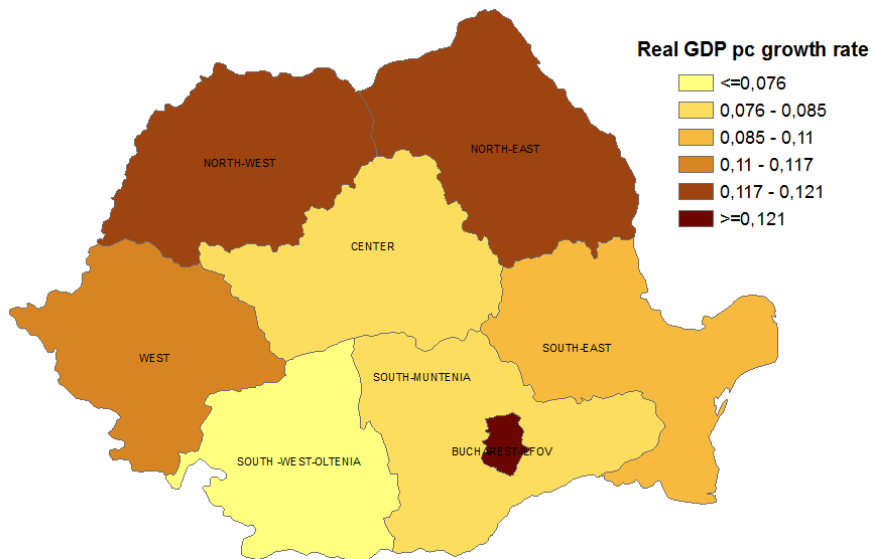 Real GDP pc growth rate
<=0,076
0,076 - 0,085
0,085 - 0,11
0,11 - 0,117
0,117 - 0,121
>=0,121
NORTH-WEST
NORTH-EAST
CENTER
WEST
SOUTH-EAST
SOUTH-MUNTENIA
BUCHAREST-ILFOV
SOUTH -WEST-OLTENIA